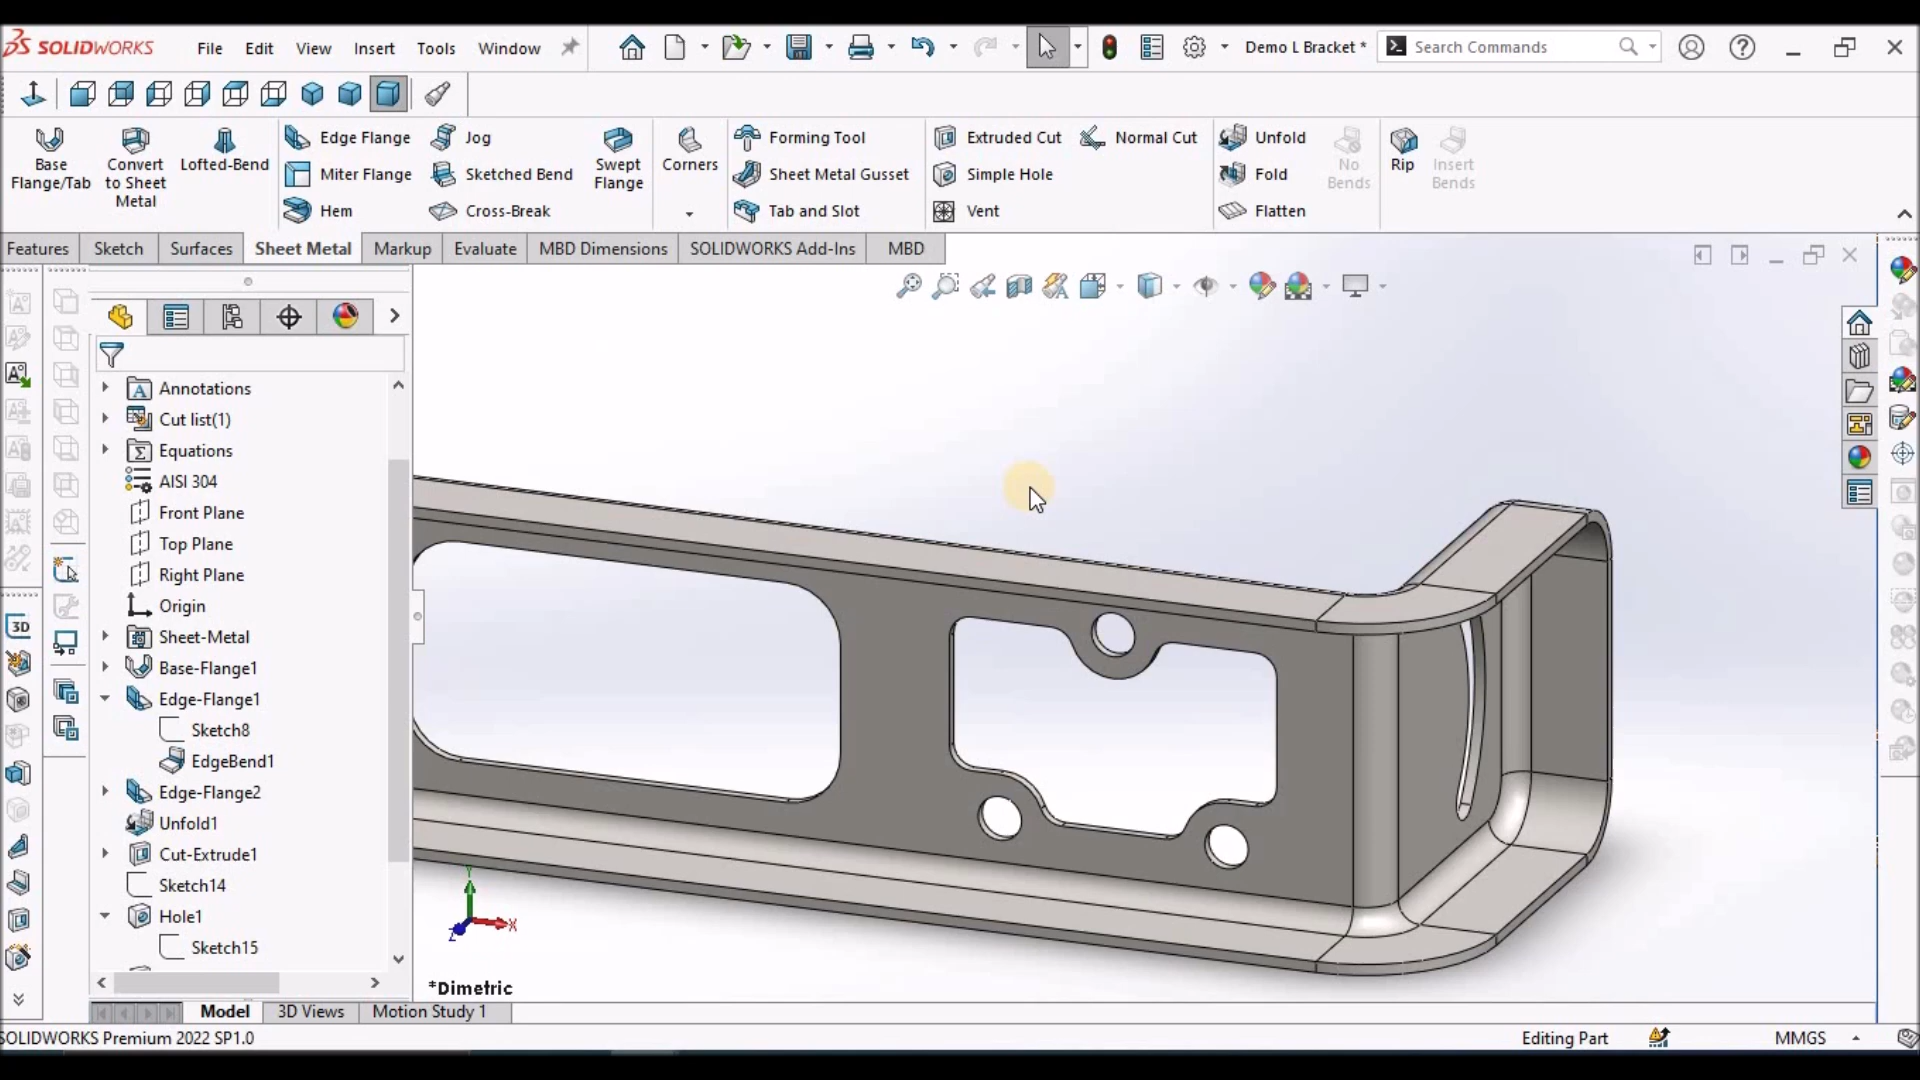 SOLIDWORKS File Edit View Insert Tools Window Demo L Bracket * Search Commands
Base Flange/Tab
Convert to Sheet Metal
Lofted-Bend
Edge Flange
Miter Flange
Hem
Jog
Sketched Bend
Cross-Break
Swept Flange
Corners
Forming Tool
Sheet Metal Gusset
Tab and Slot
Extruded Cut
Simple Hole
Vent
Normal Cut
Unfold
Fold
Flatten
No Bends
Rip
Insert Bends
Features Sketch Surfaces Sheet Metal Markup Evaluate MBD Dimensions SOLIDWORKS Add-Ins MBD
Annotations
Cut list(1)
Equations
AISI 304
Front Plane
Top Plane
Right Plane
Origin
Sheet-Metal
Base-Flange1
Edge-Flange1
Sketch8
EdgeBend1
Edge-Flange2
Unfold1
Cut-Extrude1
Sketch14
Hole1
Sketch15
3D
Y
X
Z
*Dimetric
Model 3D Views Motion Study 1
SOLIDWORKS Premium 2022 SP1.0 Editing Part MMGS